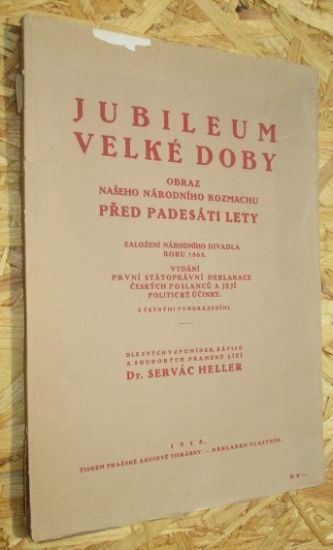 JUBILEUM
VELKÉ DOBY
OBRAZ
NAŠEHO NÁRODNÍHO ROZMACHU
PŘED PADESÁTI LETY
ZALOŽENÍ NÁRODNÍHO DIVADLA
ROKU 1868.
VYDÁNÍ
PRVNÍ STÁTOPRÁVNÍ DEKLARACE
ČESKÝCH POSLANCŮ A JEJÍ
POLITICKÉ ÚČINKY.
S ČETNÝMI VYOBRAZENÍMI.
DLE SVÝCH VZPOMÍNEK, ZÁPISŮ
A SOUDOBÝCH PRAMENŮ LÍČÍ
Dr. SERVÁC HELLER
1918.
TISKEM PRAŽSKÉ AKCIOVÉ TISKÁRNY. - NÁKLADEM VLASTNÍM.